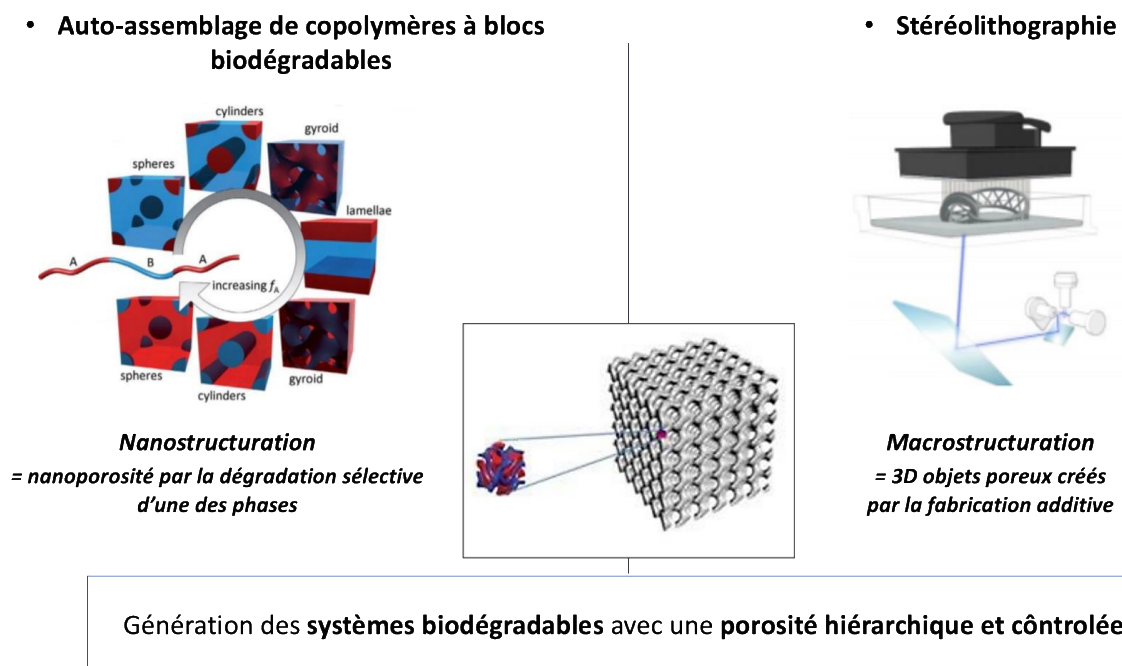 • Auto-assemblage de copolymères à blocs
biodégradables
• Stéréolithographie
cylinders
gyroid
spheres
lamellae
A
B
A
increasing fA
spheres
cylinders
gyroid
Nanostructuration
= nanoporosité par la dégradation sélective
d'une des phases
Macrostructuration
= 3D objets poreux créés
par la fabrication additive
Génération des systèmes biodégradables avec une porosité hiérarchique et côntrolée